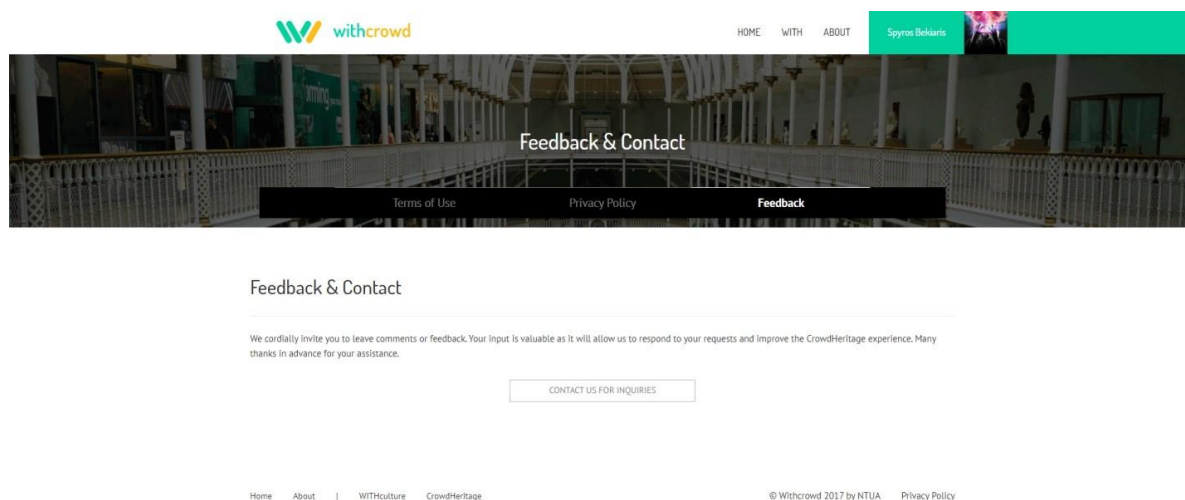 withcrowd
HOME WITH ABOUT Spyros Bekiaris
Feedback & Contact
Terms of Use Privacy Policy Feedback
Feedback & Contact
We cordially invite you to leave comments or feedback. Your input is valuable as it will allow us to respond to your requests and improve the CrowdHeritage experience. Many
thanks in advance for your assistance.
CONTACT US FOR INQUIRIES
Home About | WITHculture CrowdHeritage
© Withcrowd 2017 by NTUA Privacy Policy